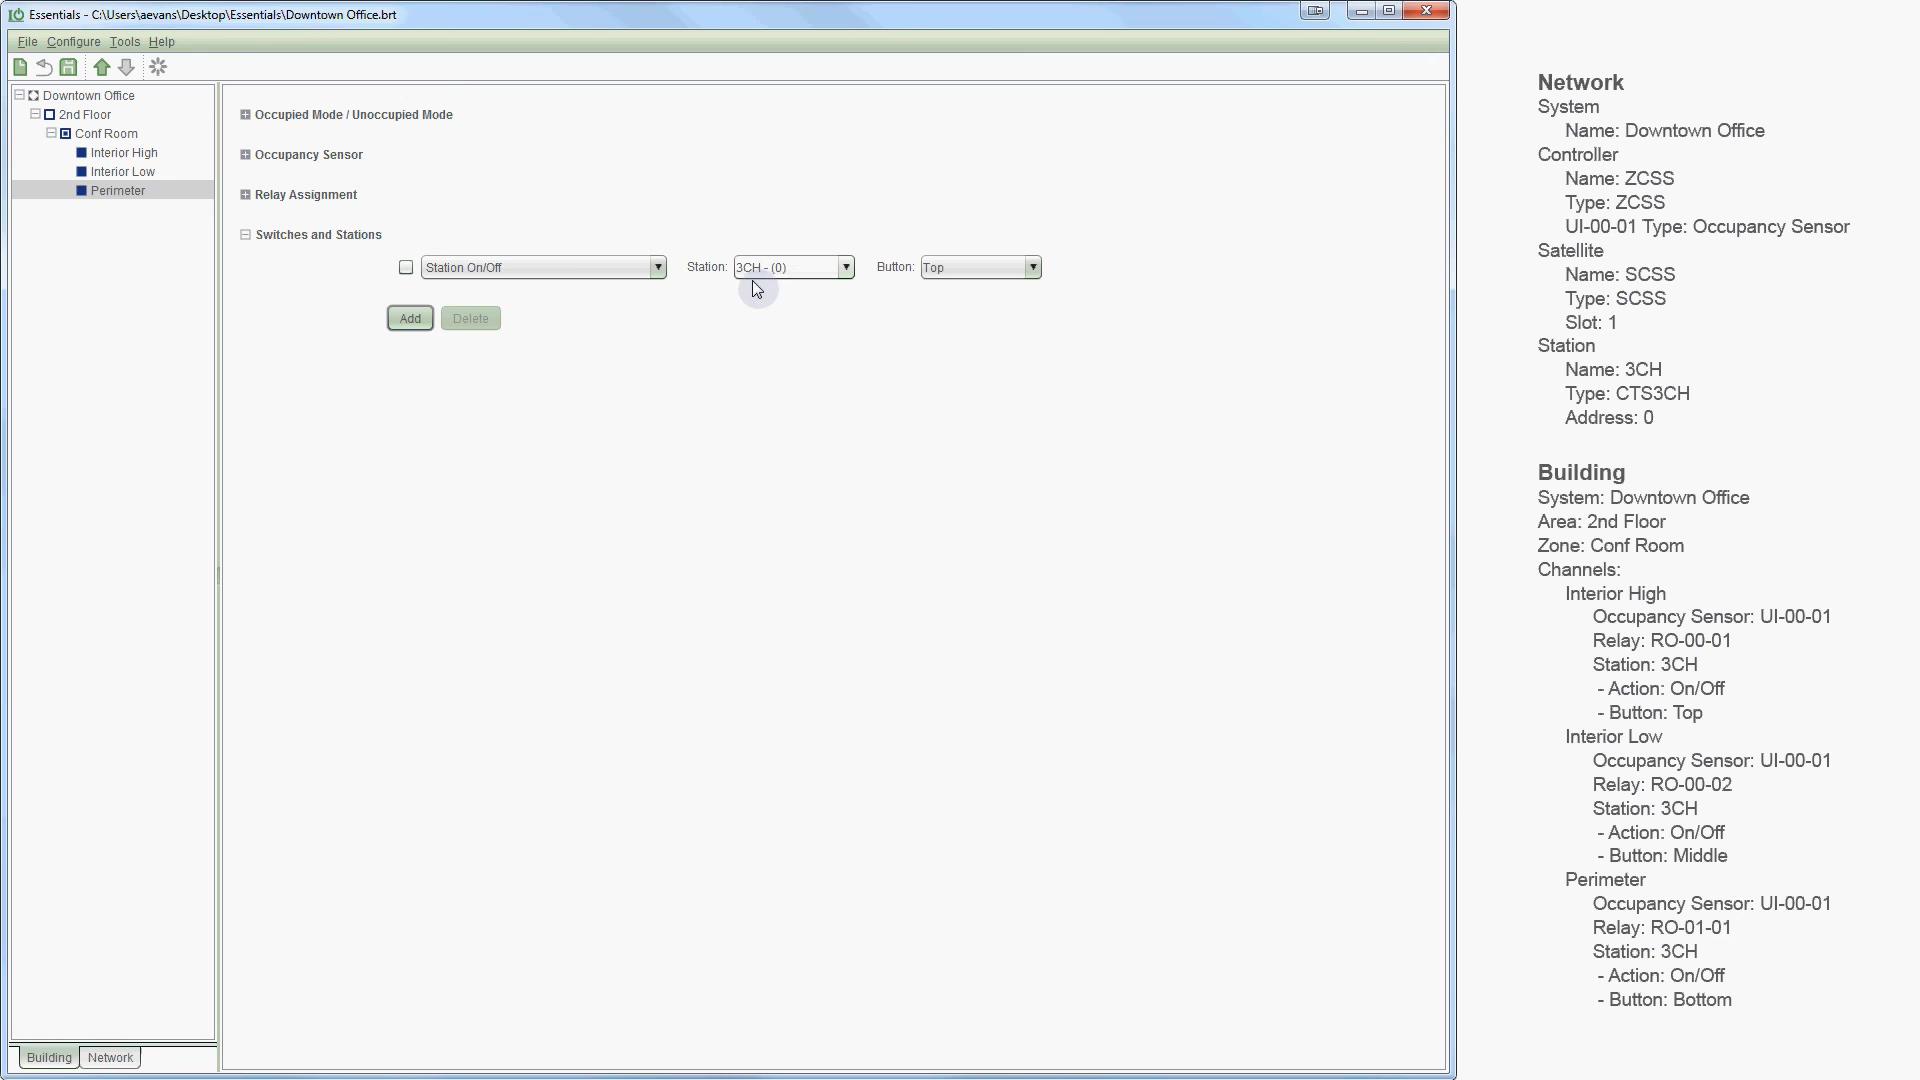 Essentials - C:\Users\aevans\Desktop\Essentials\Downtown Office.brt
File Configure Tools Help
Downtown Office
2nd Floor
Conf Room
Interior High
Interior Low
Perimeter
Occupied Mode / Unoccupied Mode
Occupancy Sensor
Relay Assignment
Switches and Stations
Station On/Off Station: 3CH - (0) Button: Top
Add Delete
Building Network
Network
System
Name: Downtown Office
Controller
Name: ZCSS
Type: ZCSS
UI-00-01 Type: Occupancy Sensor
Satellite
Name: SCSS
Type: SCSS
Slot: 1
Station
Name: 3CH
Type: CTS3CH
Address: 0
Building
System: Downtown Office
Area: 2nd Floor
Zone: Conf Room
Channels:
Interior High
Occupancy Sensor: UI-00-01
Relay: RO-00-01
Station: 3CH
- Action: On/Off
- Button: Top
Interior Low
Occupancy Sensor: UI-00-01
Relay: RO-00-02
Station: 3CH
- Action: On/Off
- Button: Middle
Perimeter
Occupancy Sensor: UI-00-01
Relay: RO-01-01
Station: 3CH
- Action: On/Off
- Button: Bottom